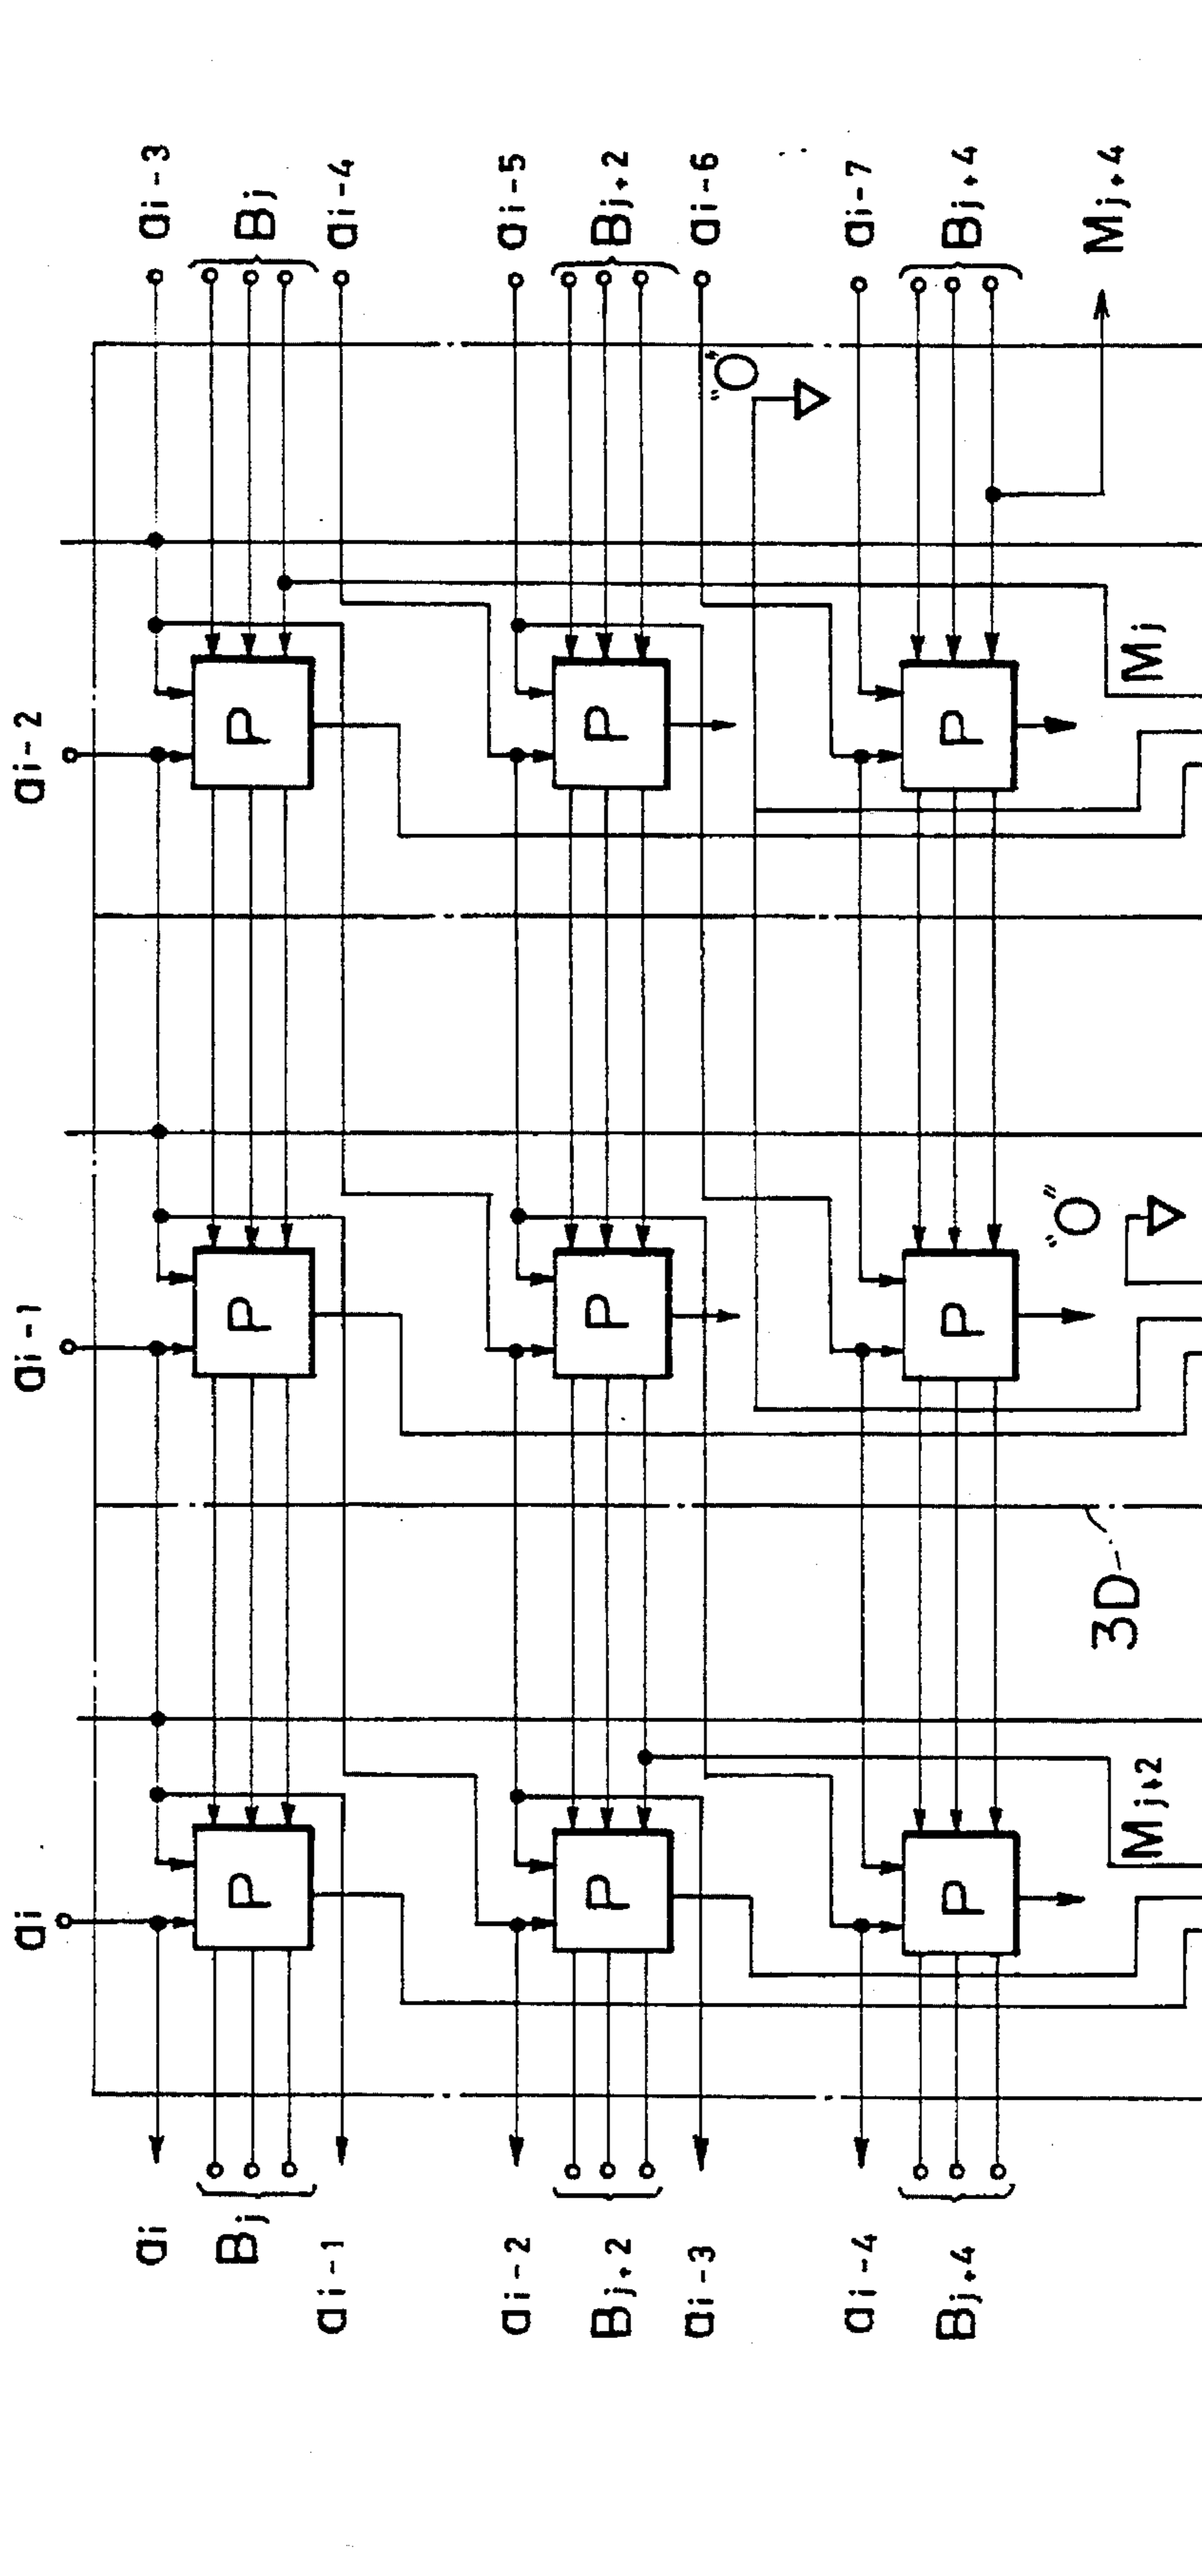 ai-2
ai-1
ai
ai-3
Bj
ai-4
ai-5
Bj+2
ai-6
ai-7
Bj+4
Mj+4
"0"
P
P
P
Mj
P
P
P
"0"
P
P
P
3D
Mj+2
ai
Bj
ai-1
ai-2
Bj+2
ai-3
ai-4
Bj+4